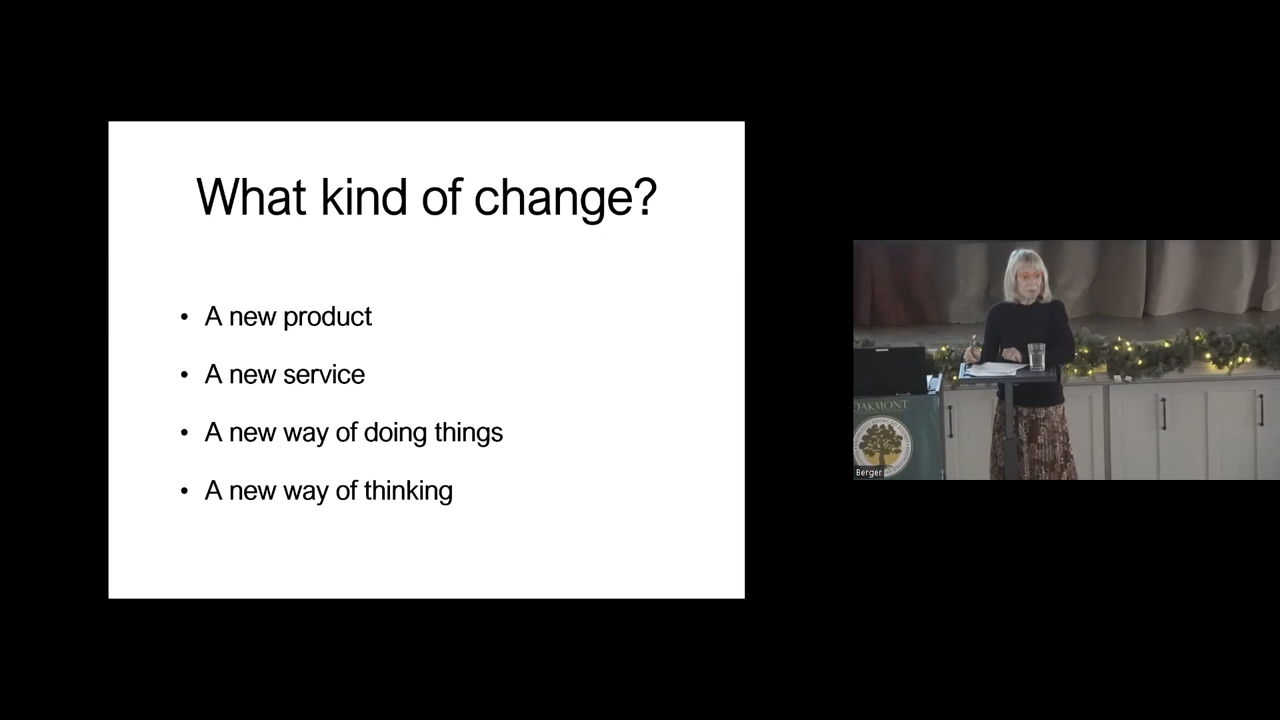 What kind of change?
• A new product
• A new service
• A new way of doing things
• A new way of thinking
OAKMONT
Berger